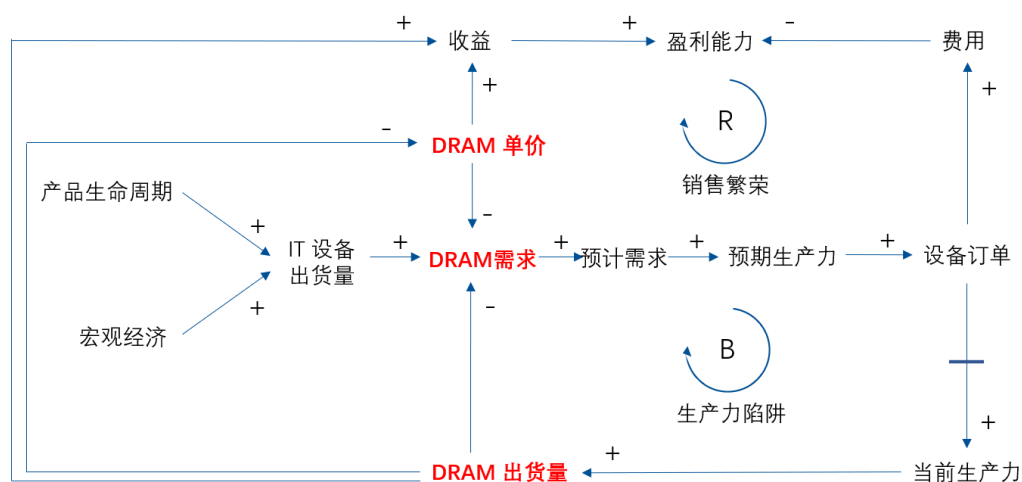 +
+
-
收益
盈利能力
费用
+
+
-
DRAM 单价
R
产品生命周期
销售繁荣
-
+
+
+
+
+
IT 设备
出货量
DRAM需求
预计需求
预期生产力
设备订单
+
-
宏观经济
B
生产力陷阱
+
+
DRAM 出货量
当前生产力